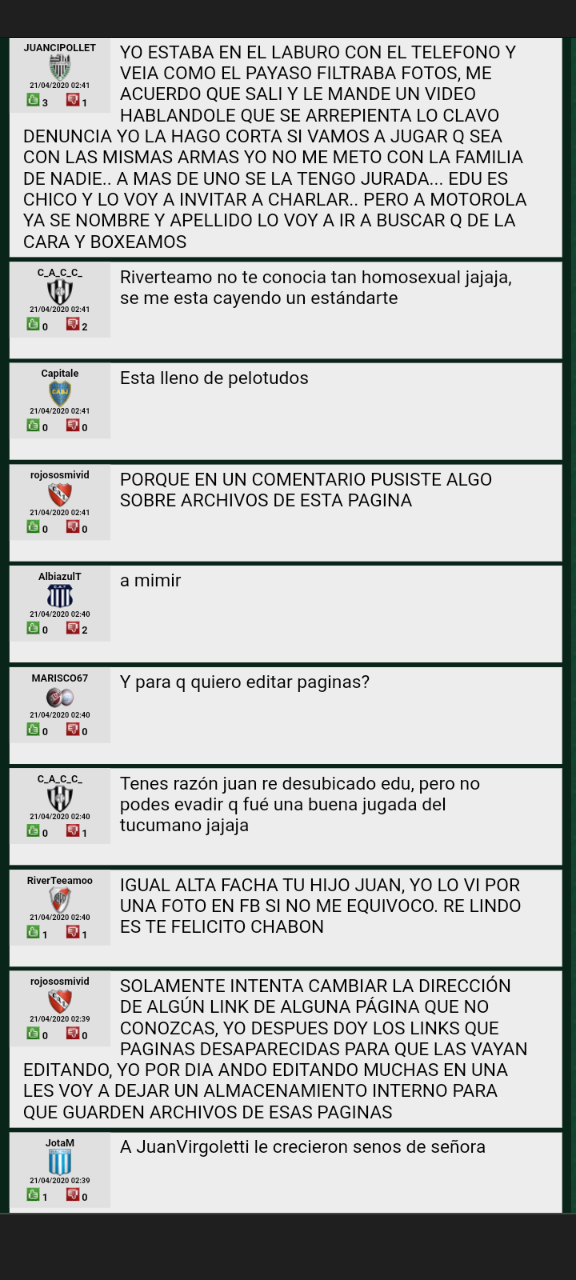 JUANCIPOLLET
21/04/2020 02:41
3 1
YO ESTABA EN EL LABURO CON EL TELEFONO Y
VEIA COMO EL PAYASO FILTRABA FOTOS, ME
ACUERDO QUE SALI Y LE MANDE UN VIDEO
HABLANDOLE QUE SE ARREPIENTA LO CLAVO
DENUNCIA YO LA HAGO CORTA SI VAMOS A JUGAR Q SEA
CON LAS MISMAS ARMAS YO NO ME METO CON LA FAMILIA
DE NADIE.. A MAS DE UNO SE LA TENGO JURADA... EDU ES
CHICO Y LO VOY A INVITAR A CHARLAR.. PERO A MOTOROLA
YA SE NOMBRE Y APELLIDO LO VOY A IR A BUSCAR Q DE LA
CARA Y BOXEAMOS
C_A_C_C_
21/04/2020 02:41
0 2
Riverteamo no te conocia tan homosexual jajaja,
se me esta cayendo un estándarte
Capitale
CABJ
21/04/2020 02:41
0 0
Esta lleno de pelotudos
rojososmivid
21/04/2020 02:41
0 0
PORQUE EN UN COMENTARIO PUSISTE ALGO
SOBRE ARCHIVOS DE ESTA PAGINA
AlbiazulT
21/04/2020 02:40
0 2
a mimir
MARISCO67
21/04/2020 02:40
0 0
Y para q quiero editar paginas?
C_A_C_C_
21/04/2020 02:40
0 1
Tenes razón juan re desubicado edu, pero no
podes evadir q fué una buena jugada del
tucumano jajaja
RiverTeeamoo
21/04/2020 02:40
1 1
IGUAL ALTA FACHA TU HIJO JUAN, YO LO VI POR
UNA FOTO EN FB SI NO ME EQUIVOCO. RE LINDO
ES TE FELICITO CHABON
rojososmivid
21/04/2020 02:39
0 0
SOLAMENTE INTENTA CAMBIAR LA DIRECCIÓN
DE ALGÚN LINK DE ALGUNA PÁGINA QUE NO
CONOZCAS, YO DESPUES DOY LOS LINKS QUE
PAGINAS DESAPARECIDAS PARA QUE LAS VAYAN
EDITANDO, YO POR DIA ANDO EDITANDO MUCHAS EN UNA
LES VOY A DEJAR UN ALMACENAMIENTO INTERNO PARA
QUE GUARDEN ARCHIVOS DE ESAS PAGINAS
JotaM
21/04/2020 02:39
1 0
A JuanVirgoletti le crecieron senos de señora